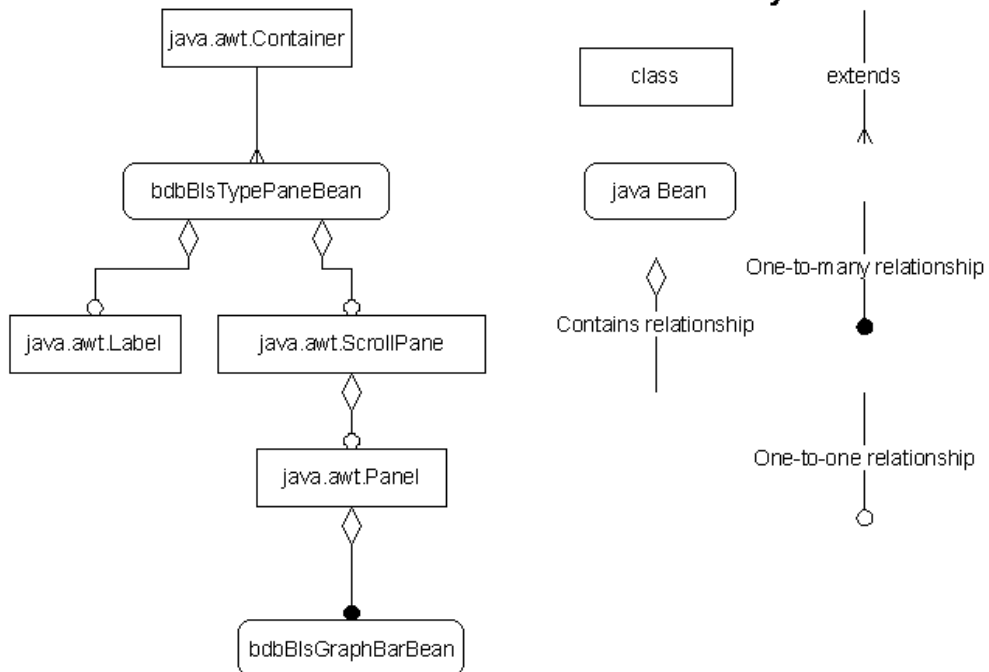 java.awt.Container
bdbBlsTypePaneBean
java.awt.Label
java.awt.ScrollPane
java.awt.Panel
bdbBlsGraphBarBean
class
extends
java Bean
One-to-many relationship
Contains relationship
One-to-one relationship